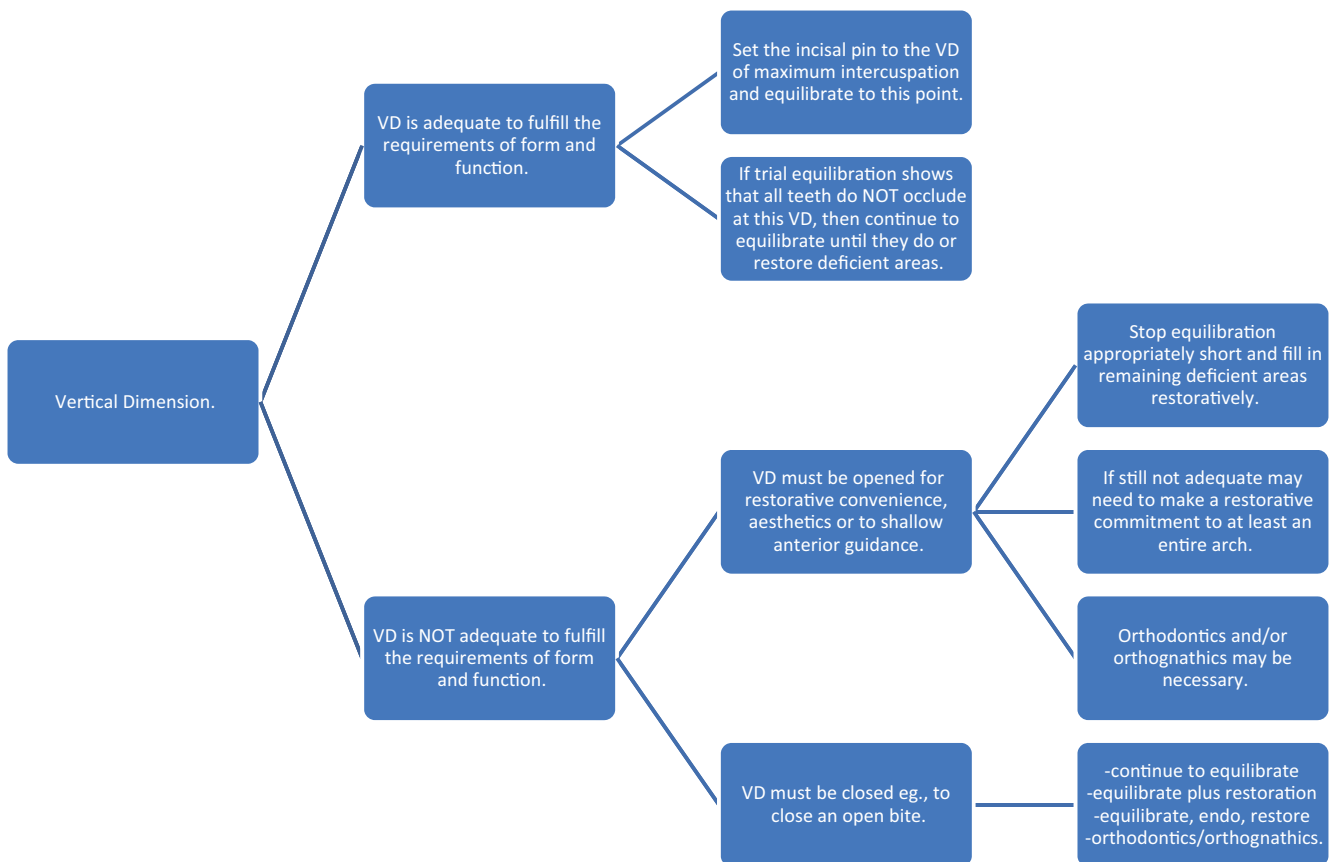 Vertical Dimension.
VD is adequate to fulfill the
requirements of form and
function.
Set the incisal pin to the VD
of maximum intercuspation
and equilibrate to this point.
If trial equilibration shows
that all teeth do NOT occlude
at this VD, then continue to
equilibrate until they do or
restore deficient areas.
VD is NOT adequate to fulfill
the requirements of form
and function.
VD must be opened for
restorative convenience,
aesthetics or to shallow
anterior guidance.
Stop equilibration
appropriately short and fill in
remaining deficient areas
restoratively.
If still not adequate may
need to make a restorative
commitment to at least an
entire arch.
Orthodontics and/or
orthognathics may be
necessary.
VD must be closed eg., to
close an open bite.
-continue to equilibrate
-equilibrate plus restoration
-equilibrate, endo, restore
-orthodontics/orthognathics.